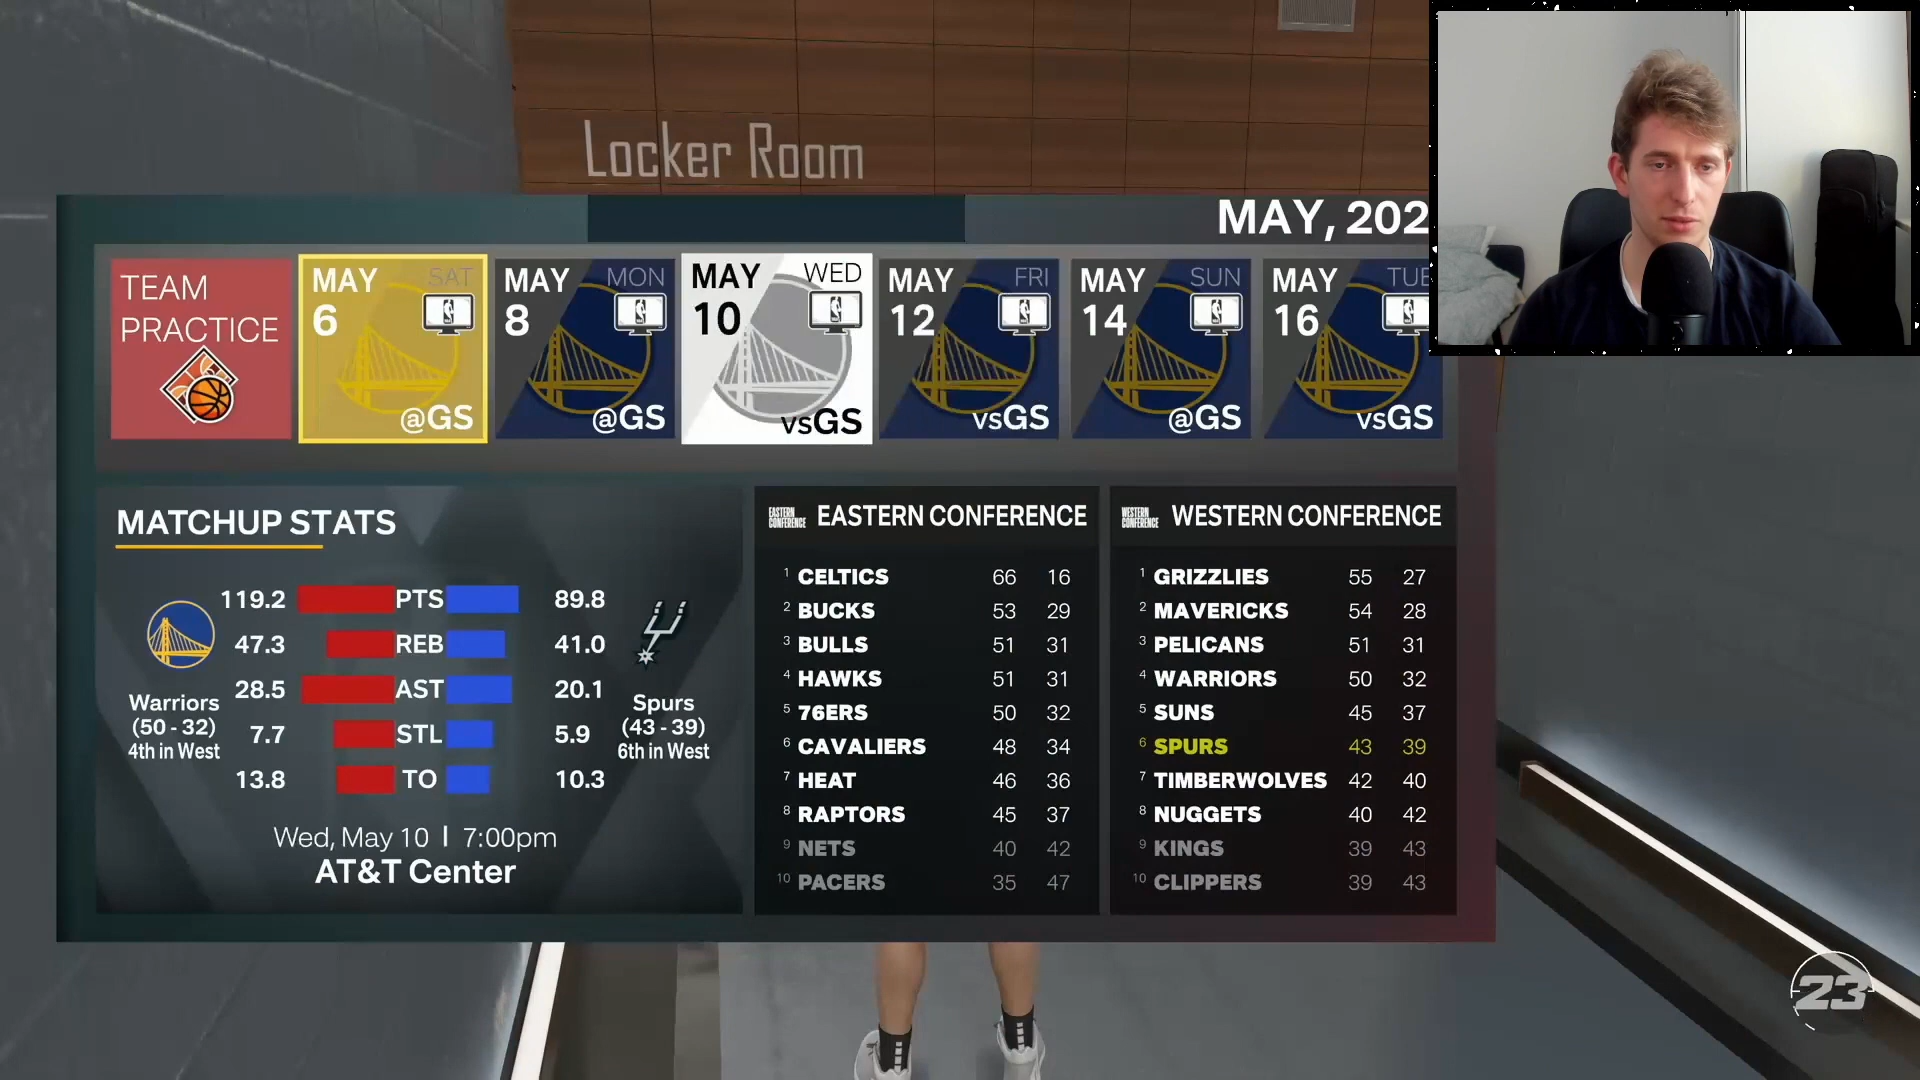 Locker Room
MAY, 202
TEAM
PRACTICE
MAY SAT
6
@GS
MAY MON
8
@GS
MAY WED
10
vsGS
MAY FRI
12
vsGS
MAY SUN
14
@GS
MAY TUE
16
vsGS
MATCHUP STATS
119.2 PTS 89.8
47.3 REB 41.0
28.5 AST 20.1
7.7 STL 5.9
13.8 TO 10.3
Warriors
(50 - 32)
4th in West
Spurs
(43 - 39)
6th in West
Wed, May 10 | 7:00pm
AT&T Center
EASTERN CONFERENCE EASTERN CONFERENCE
1 CELTICS 66 16
2 BUCKS 53 29
3 BULLS 51 31
4 HAWKS 51 31
5 76ERS 50 32
6 CAVALIERS 48 34
7 HEAT 46 36
8 RAPTORS 45 37
9 NETS 40 42
10 PACERS 35 47
WESTERN CONFERENCE WESTERN CONFERENCE
1 GRIZZLIES 55 27
2 MAVERICKS 54 28
3 PELICANS 51 31
4 WARRIORS 50 32
5 SUNS 45 37
6 SPURS 43 39
7 TIMBERWOLVES 42 40
8 NUGGETS 40 42
9 KINGS 39 43
10 CLIPPERS 39 43
23